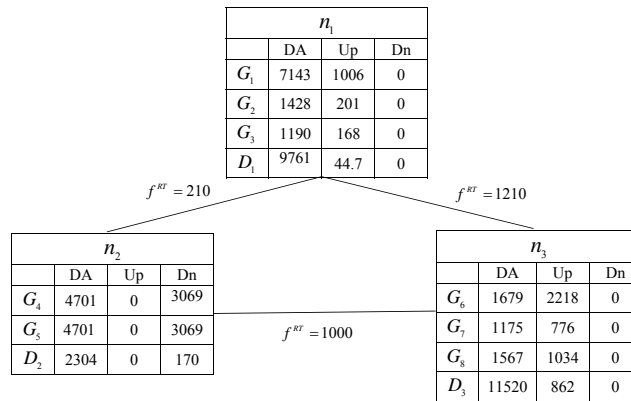 n₁
DA Up Dn
G₁ 7143 1006 0
G₂ 1428 201 0
G₃ 1190 168 0
D₁ 9761 44.7 0
f^{RT} = 210
f^{RT} = 1210
n₂
DA Up Dn
G₄ 4701 0 3069
G₅ 4701 0 3069
D₂ 2304 0 170
f^{RT} = 1000
n₃
DA Up Dn
G₆ 1679 2218 0
G₇ 1175 776 0
G₈ 1567 1034 0
D₃ 11520 862 0